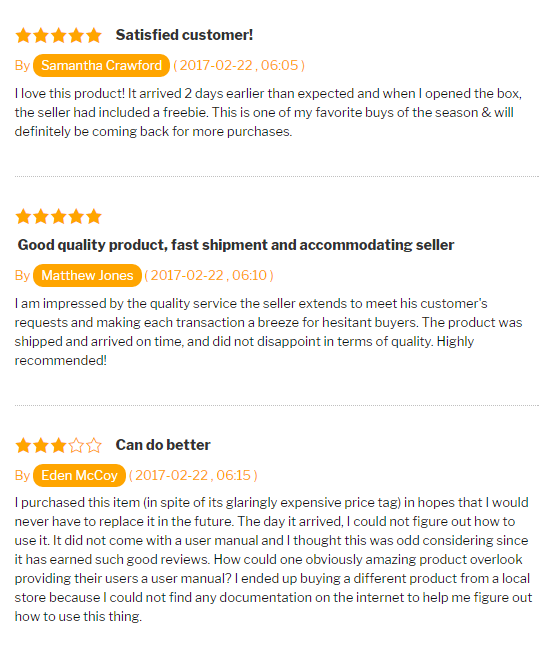 Satisfied customer!
By Samantha Crawford ( 2017-02-22 , 06:05 )
I love this product! It arrived 2 days earlier than expected and when I opened the box,
the seller had included a freebie. This is one of my favorite buys of the season & will
definitely be coming back for more purchases.
Good quality product, fast shipment and accommodating seller
By Matthew Jones ( 2017-02-22 , 06:10 )
I am impressed by the quality service the seller extends to meet his customer's
requests and making each transaction a breeze for hesitant buyers. The product was
shipped and arrived on time, and did not disappoint in terms of quality. Highly
recommended!
Can do better
By Eden McCoy ( 2017-02-22 , 06:15 )
I purchased this item (in spite of its glaringly expensive price tag) in hopes that I would
never have to replace it in the future. The day it arrived, I could not figure out how to
use it. It did not come with a user manual and I thought this was odd considering since
it has earned such good reviews. How could one obviously amazing product overlook
providing their users a user manual? I ended up buying a different product from a local
store because I could not find any documentation on the internet to help me figure out
how to use this thing.